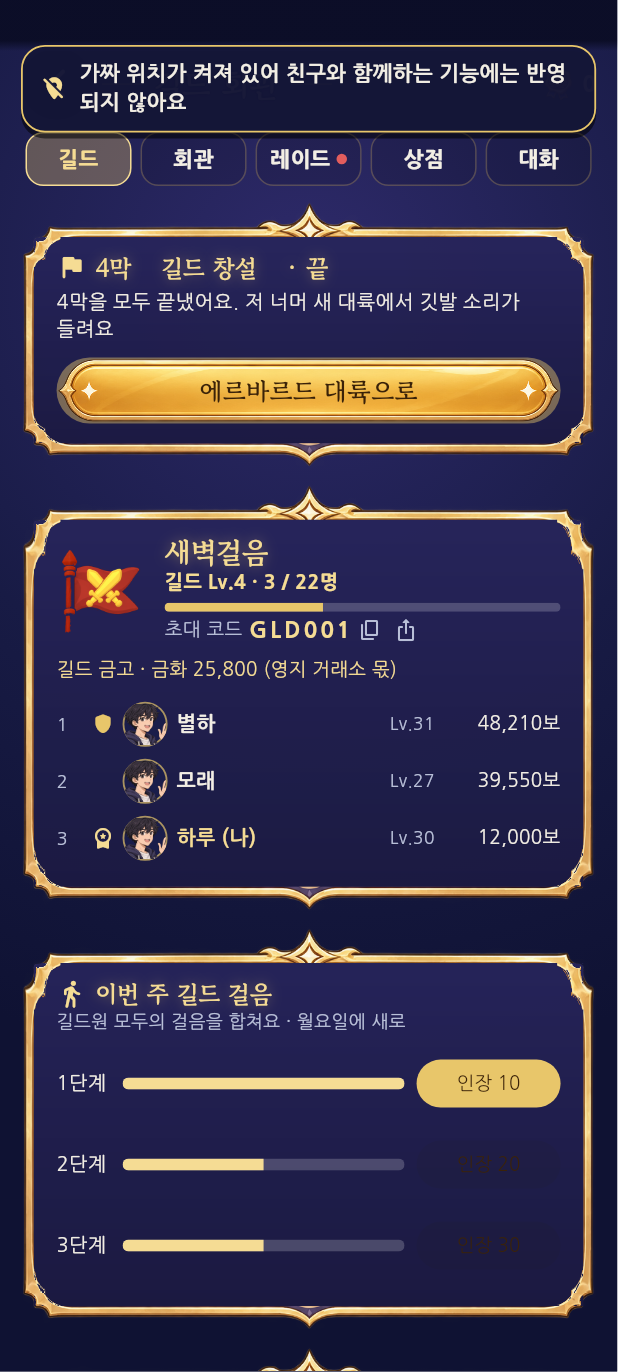 가짜 위치가 켜져 있어 친구와 함께하는 기능에는 반영
되지 않아요
길드
회관
레이드
상점
대화
4막 길드 창설 · 끝
4막을 모두 끝냈어요. 저 너머 새 대륙에서 깃발 소리가
들려요
에르바르드 대륙으로
새벽걸음
길드 Lv.4 · 3 / 22명
초대 코드 GLD001
길드 금고 · 금화 25,800 (영지 거래소 몫)
1 별하 Lv.31 48,210보
2 모래 Lv.27 39,550보
3 하루 (나) Lv.30 12,000보
이번 주 길드 걸음
길드원 모두의 걸음을 합쳐요 · 월요일에 새로
1단계 인장 10
2단계 인장 20
3단계 인장 30